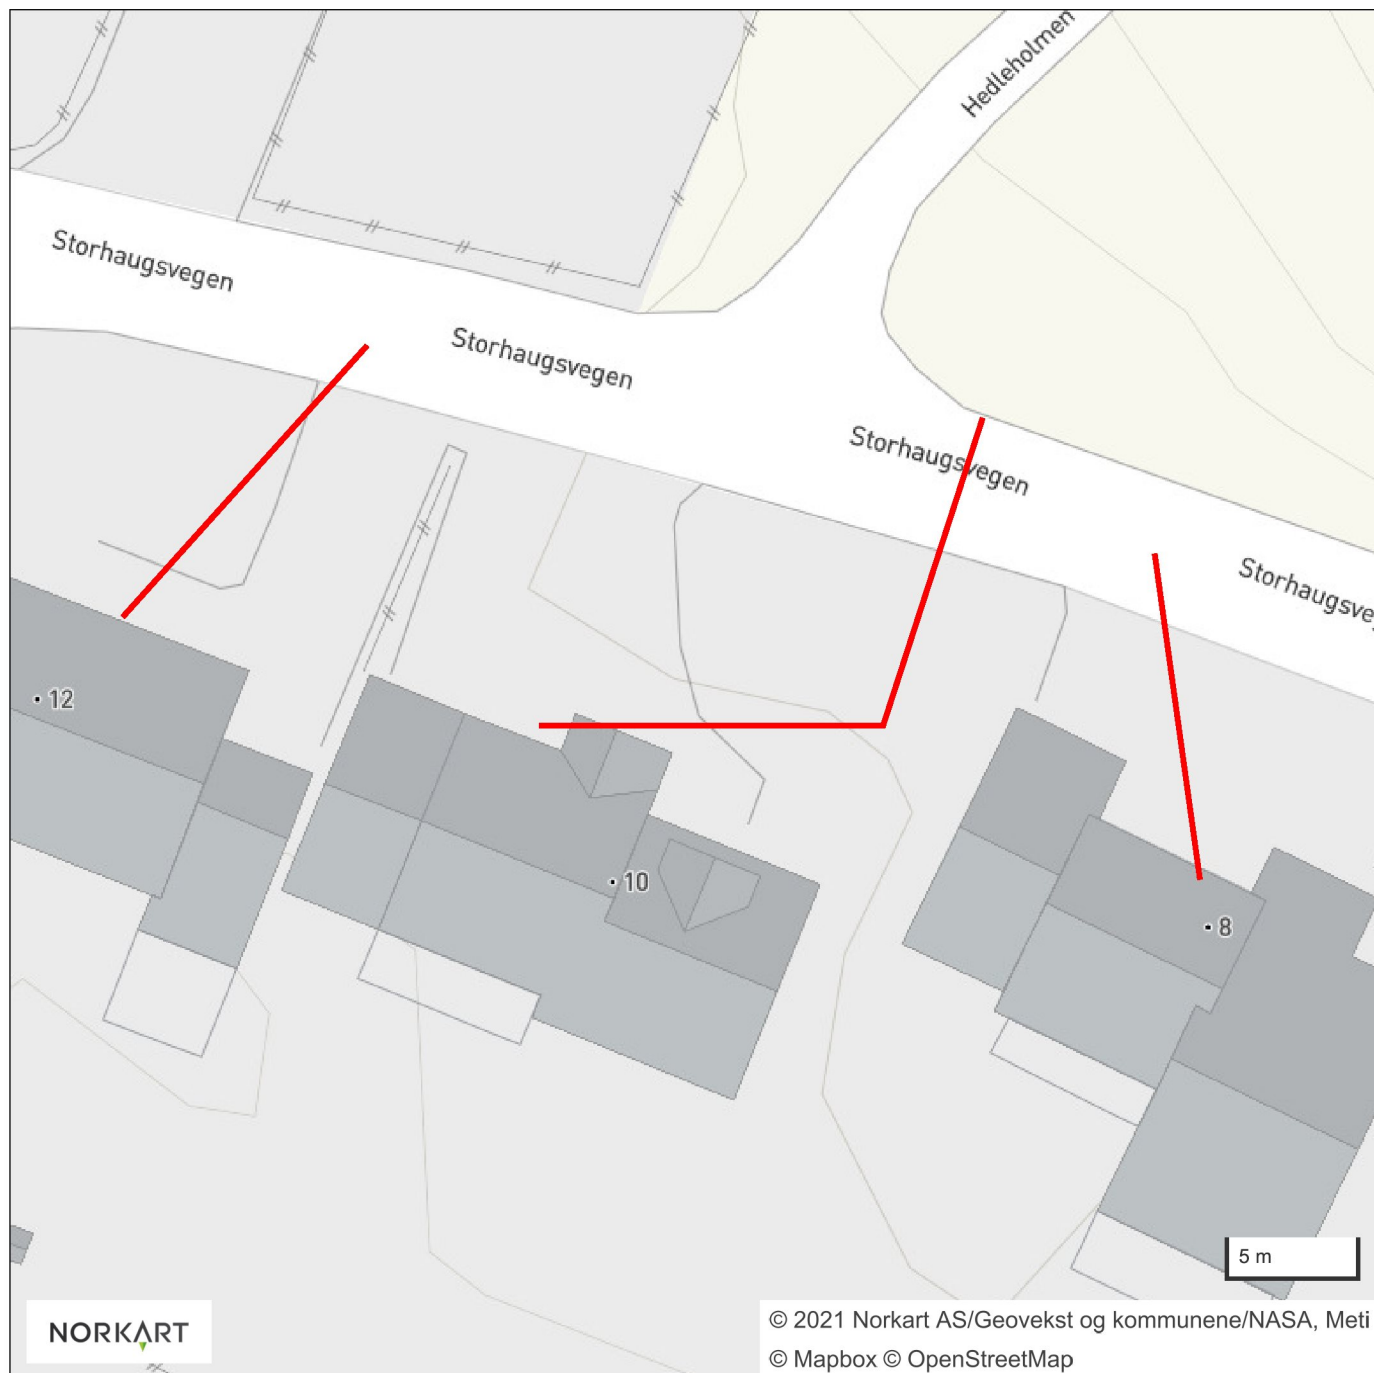 Hedleholmen
Storhaugsvegen
Storhaugsvegen
Storhaugsvegen
Storhaugsve
12
10
8
5 m
NORKART
© 2021 Norkart AS/Geovekst og kommunene/NASA, Meti
© Mapbox © OpenStreetMap